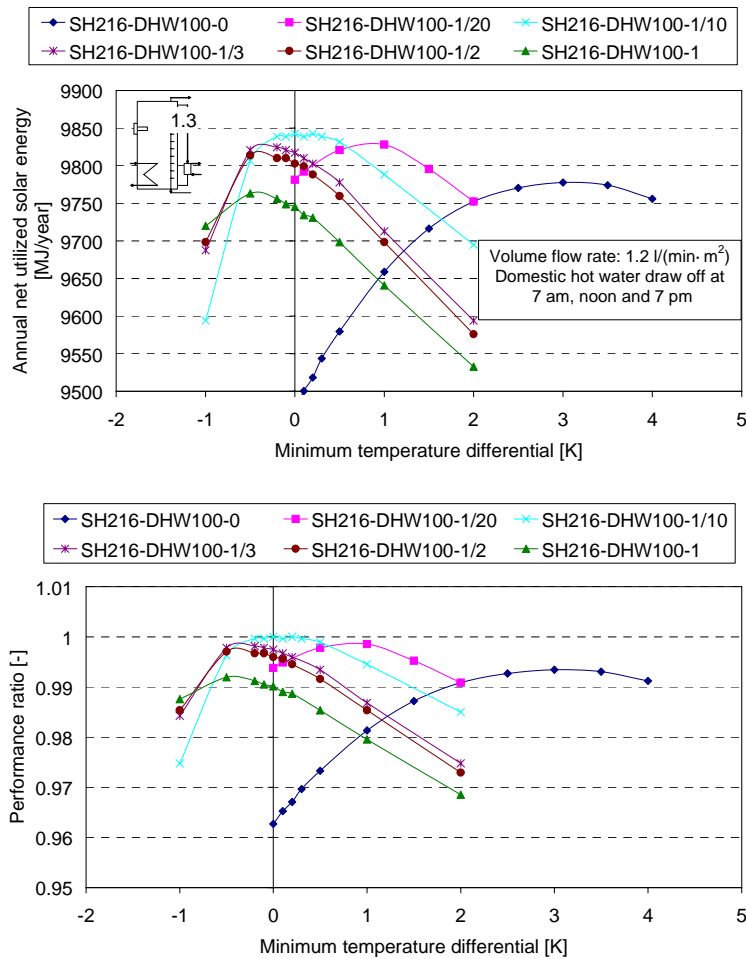 SH216-DHW100-0 SH216-DHW100-1/20 SH216-DHW100-1/10
SH216-DHW100-1/3 SH216-DHW100-1/2 SH216-DHW100-1
Annual net utilized solar energy
[MJ/year]
9900
9850
9800
9750
9700
9650
9600
9550
9500
1.3
Volume flow rate: 1.2 l/(min· m²)
Domestic hot water draw off at
7 am, noon and 7 pm
-2 -1 0 1 2 3 4 5
Minimum temperature differential [K]
SH216-DHW100-0 SH216-DHW100-1/20 SH216-DHW100-1/10
SH216-DHW100-1/3 SH216-DHW100-1/2 SH216-DHW100-1
Performance ratio [-]
1.01
1
0.99
0.98
0.97
0.96
0.95
-2 -1 0 1 2 3 4 5
Minimum temperature differential [K]